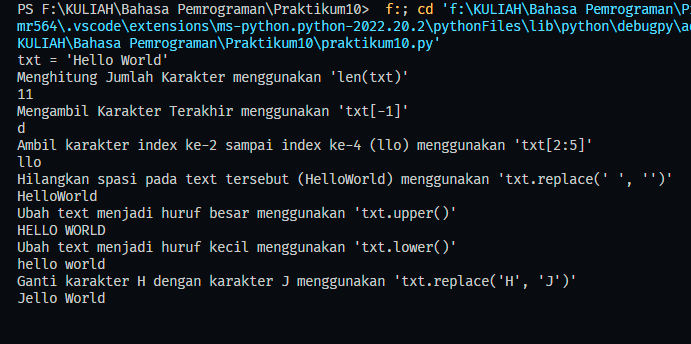 PS F:\KULIAH\Bahasa Pemrograman\Praktikum10>  f:; cd 'f:\KULIAH\Bahasa Pemrograman\P
mr564\.vscode\extensions\ms-python.python-2022.20.2\pythonFiles\lib\python\debugpy\a
KULIAH\Bahasa Pemrograman\Praktikum10\praktikum10.py'
txt = 'Hello World'
Menghitung Jumlah Karakter menggunakan 'len(txt)'
11
Mengambil Karakter Terakhir menggunakan 'txt[-1]'
d
Ambil karakter index ke-2 sampai index ke-4 (llo) menggunakan 'txt[2:5]'
llo
Hilangkan spasi pada text tersebut (HelloWorld) menggunakan 'txt.replace(' ', '')'
HelloWorld
Ubah text menjadi huruf besar menggunakan 'txt.upper()'
HELLO WORLD
Ubah text menjadi huruf kecil menggunakan 'txt.lower()'
hello world
Ganti karakter H dengan karakter J menggunakan 'txt.replace('H', 'J')'
Jello World